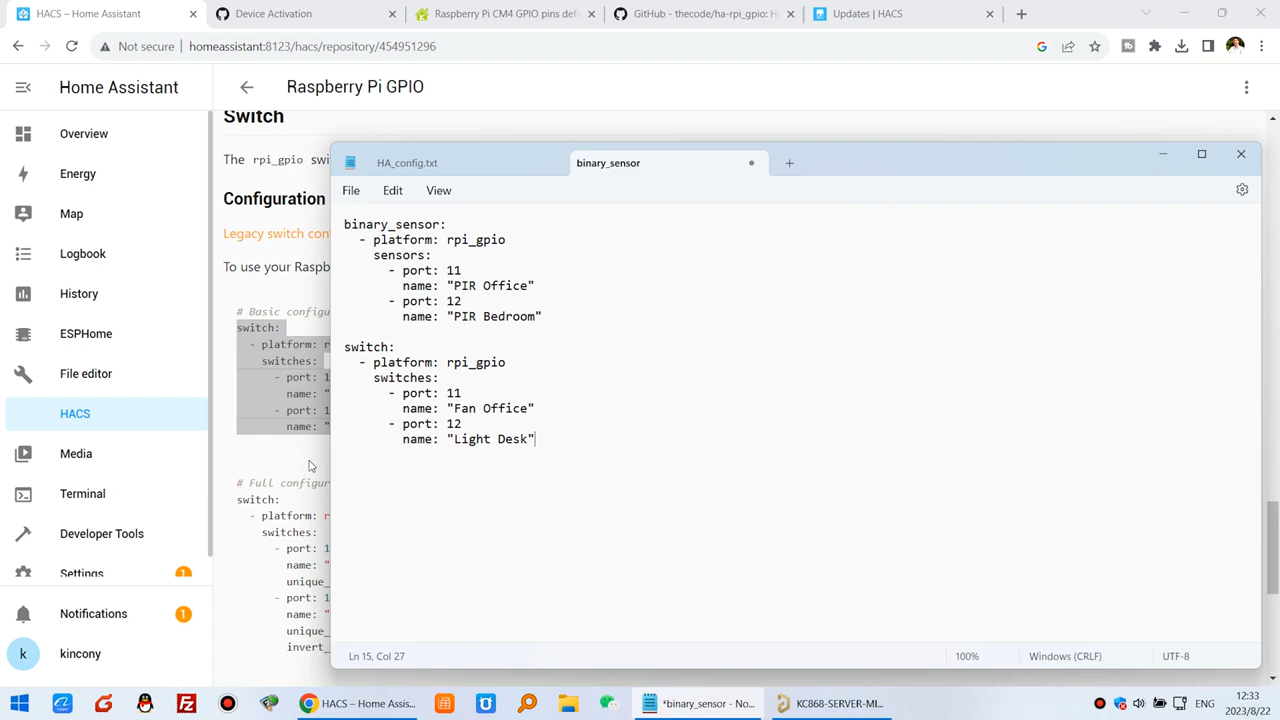 HACS – Home Assistant
Device Activation
Raspberry Pi CM4 GPIO pins defi
GitHub - thecode/ha-rpi_gpio: H
Updates | HACS
Not secure
homeassistant:8123/hacs/repository/454951296
Home Assistant
Raspberry Pi GPIO
Overview
Energy
Map
Logbook
History
ESPHome
File editor
HACS
Media
Terminal
Developer Tools
Settings
1
Notifications
1
k
kincony
Switch
The rpi_gpio swi
Configuration
Legacy switch con
To use your Raspb
# Basic configu
switch:
- platform: r
switches:
- port: 1
name: "
- port: 1
name: "
# Full configur
switch:
- platform: r
switches:
- port: 1
name: "
unique_
- port: 1
name: "
unique_
invert_
HA_config.txt
binary_sensor
File
Edit
View
binary_sensor:
- platform: rpi_gpio
sensors:
- port: 11
name: "PIR Office"
- port: 12
name: "PIR Bedroom"
switch:
- platform: rpi_gpio
switches:
- port: 11
name: "Fan Office"
- port: 12
name: "Light Desk"
Ln 15, Col 27
100%
Windows (CRLF)
UTF-8
HACS – Home Assis...
*binary_sensor - No...
KC868-SERVER-MI...
ENG
12:33
2023/8/22